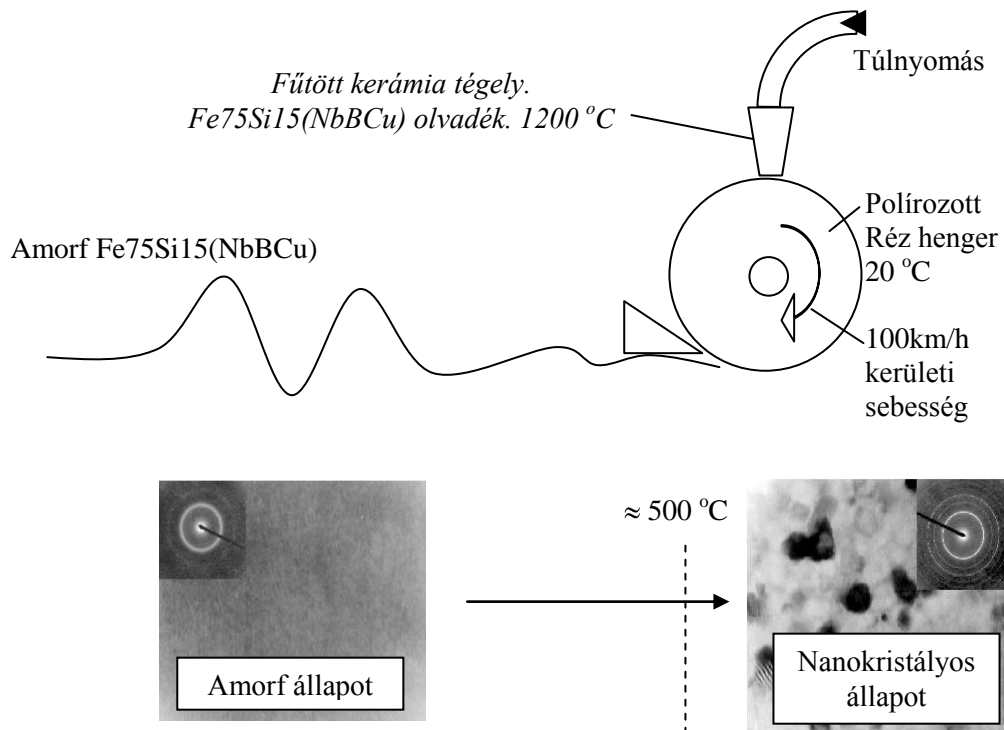 Túlnyomás
Fűtött kerámia tégely.
Fe75Si15(NbBCu) olvadék. 1200 °C
Polírozott
Réz henger
20 °C
Amorf Fe75Si15(NbBCu)
100km/h
kerületi
sebesség
≈ 500 °C
Amorf állapot
Nanokristályos
állapot